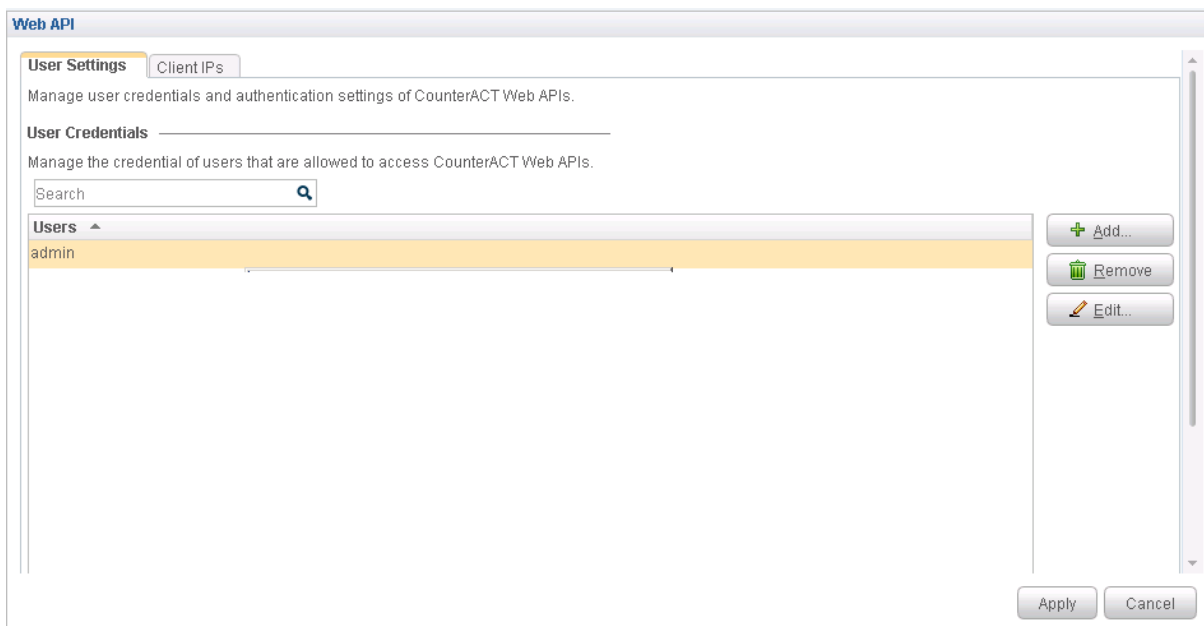 Web API
User Settings
Client IPs
Manage user credentials and authentication settings of CounterACT Web APIs.
User Credentials
Manage the credential of users that are allowed to access CounterACT Web APIs.
Search
Users
Add...
admin
Remove
Edit...
Apply
Cancel